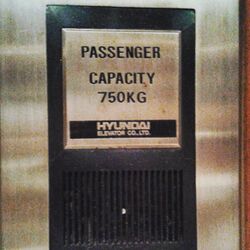 PASSENGER
CAPACITY
750KG
HYUNDAI
ELEVATOR CO., LTD.